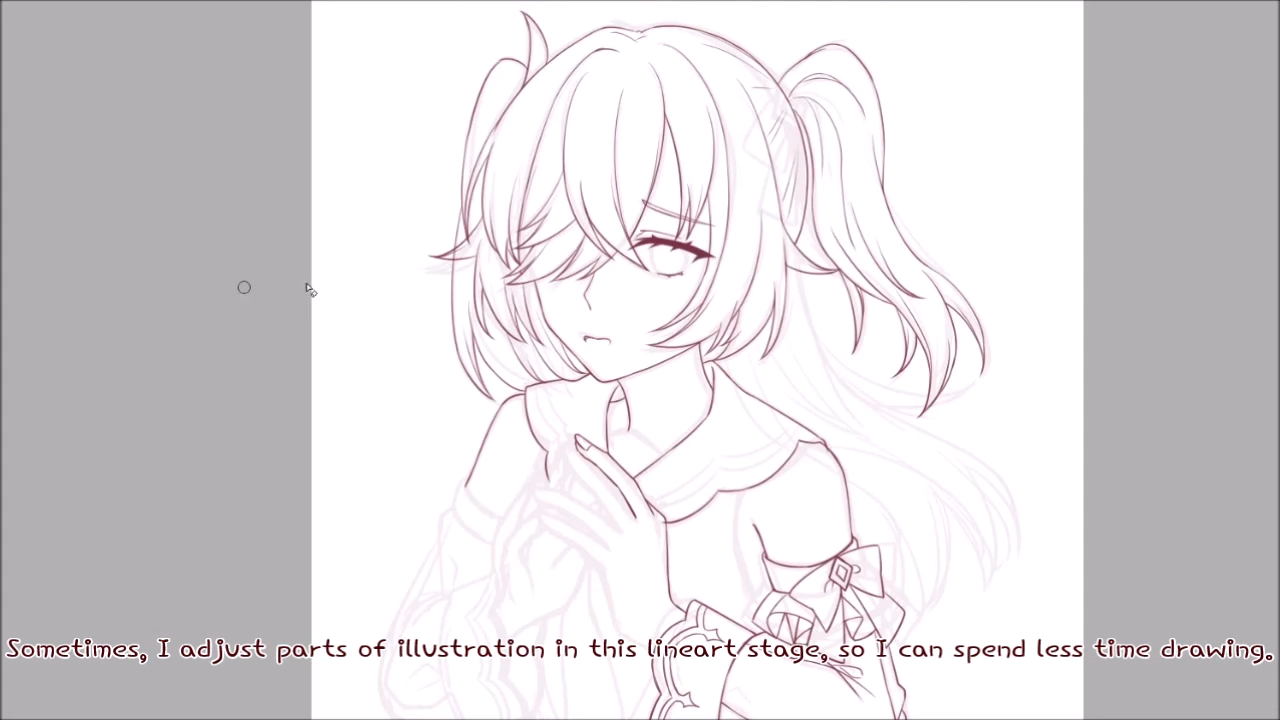 Sometimes, I adjust parts of illustration in this lineart stage, so I can spend less time drawing.